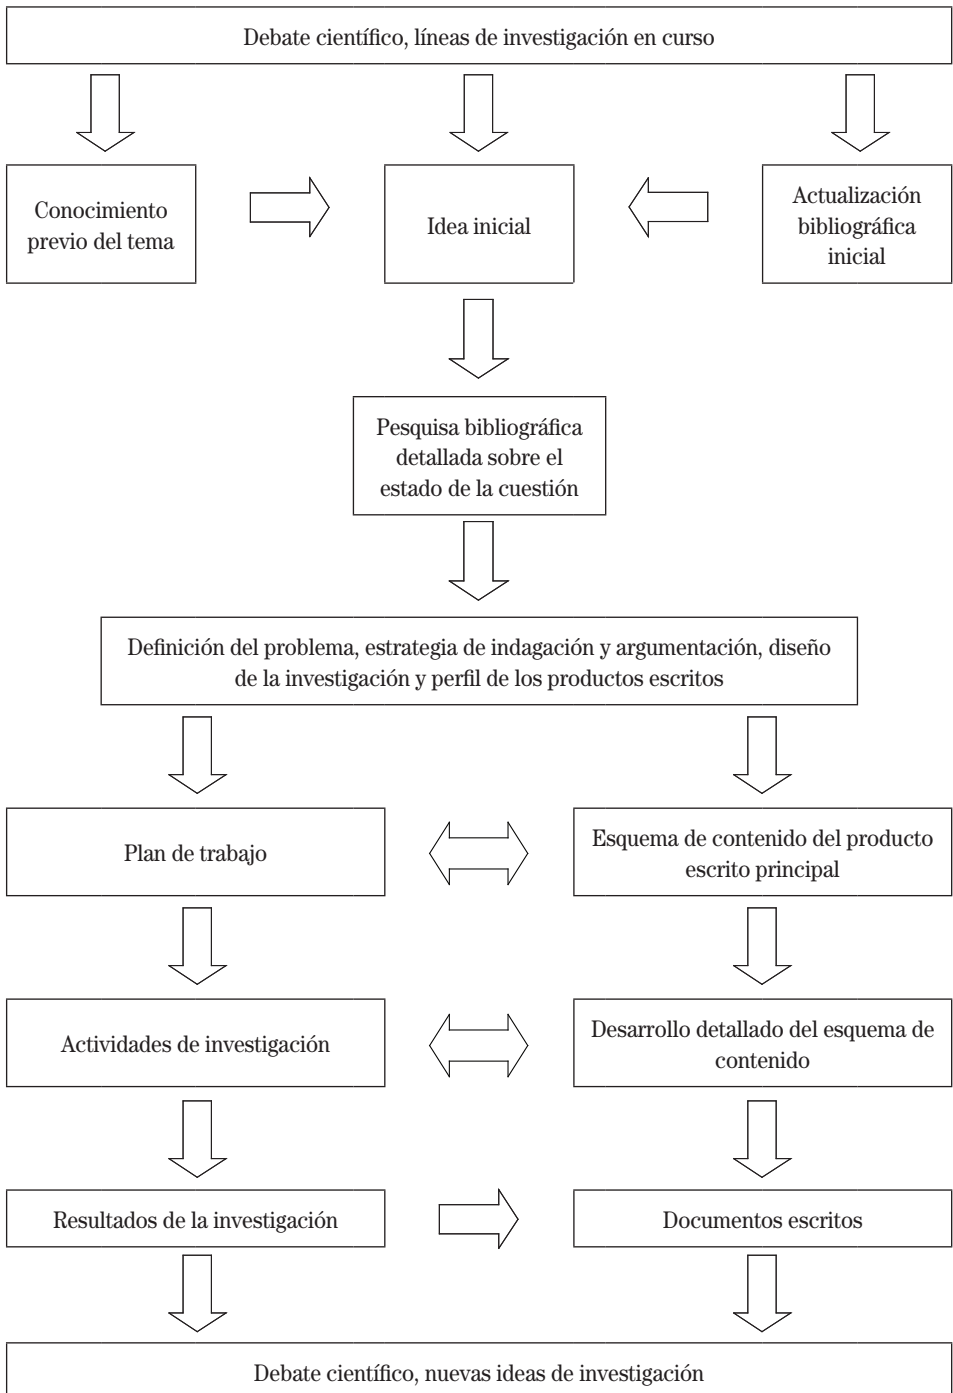 Debate científico, líneas de investigación en curso
Conocimiento
previo del tema
Idea inicial
Actualización
bibliográfica
inicial
Pesquisa bibliográfica
detallada sobre el
estado de la cuestión
Definición del problema, estrategia de indagación y argumentación, diseño
de la investigación y perfil de los productos escritos
Plan de trabajo
Esquema de contenido del producto
escrito principal
Actividades de investigación
Desarrollo detallado del esquema de
contenido
Resultados de la investigación
Documentos escritos
Debate científico, nuevas ideas de investigación